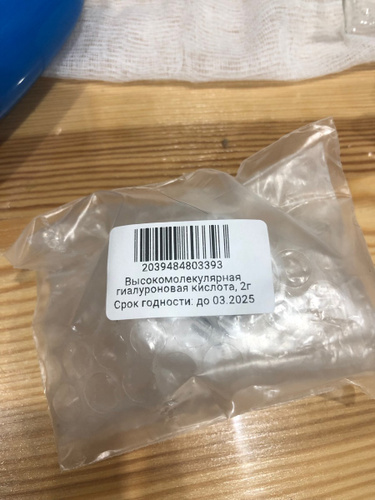 2039484803393
Высокомолекулярная
гиалуроновая кислота, 2г
Срок годности: до 03.2025